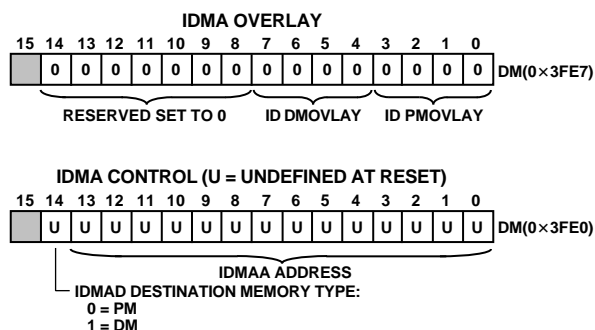 IDMA OVERLAY
15 14 13 12 11 10 9 8 7 6 5 4 3 2 1 0
0 0 0 0 0 0 0 0 0 0 0 0 0 0 0 DM(0×3FE7)
RESERVED SET TO 0 ID DMOVLAY ID PMOVLAY
IDMA CONTROL (U = UNDEFINED AT RESET)
15 14 13 12 11 10 9 8 7 6 5 4 3 2 1 0
U U U U U U U U U U U U U U U DM(0×3FE0)
IDMAA ADDRESS
IDMAD DESTINATION MEMORY TYPE:
0 = PM
1 = DM